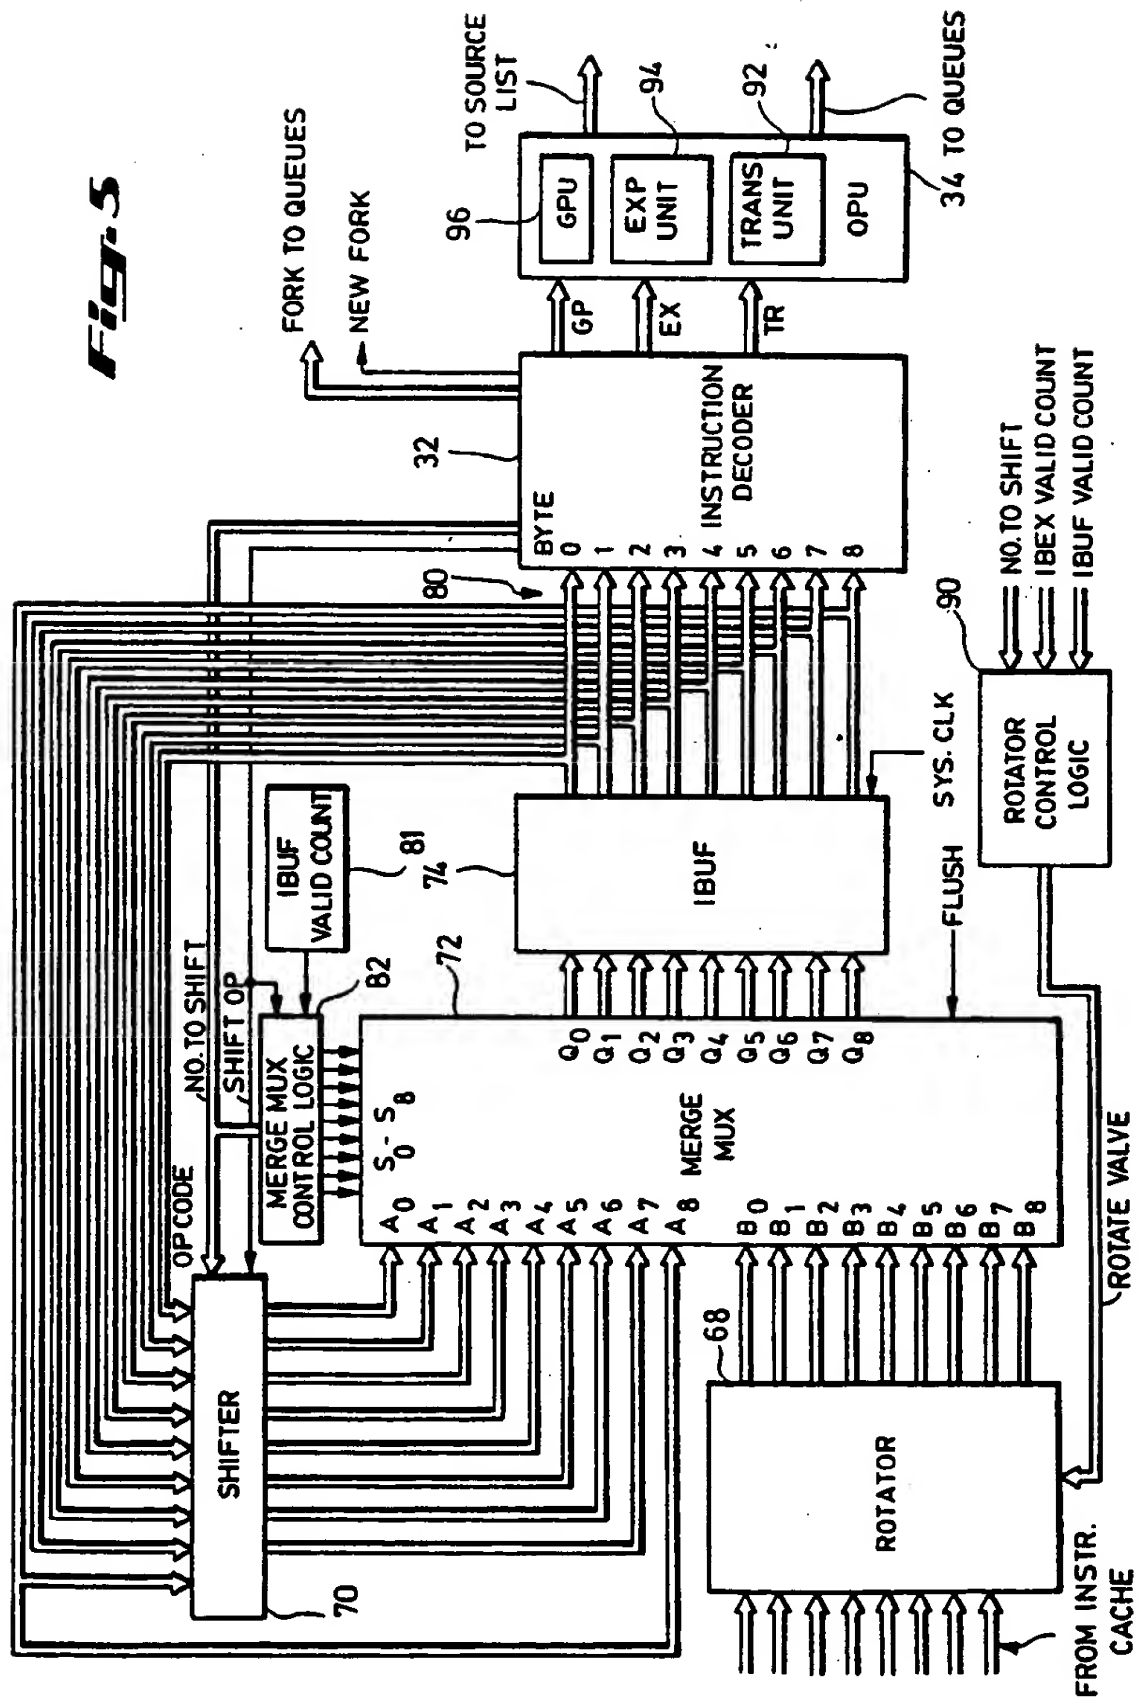 Fig. 5
OPCODE
NO. TO SHIFT
SHIFT OP
FORK TO QUEUES
NEW FORK
TO SOURCE
LIST
SHIFTER
70
MERGE MUX
CONTROL LOGIC
82
IBUF
VALID COUNT
81
80
32
BYTE
0
1
2
3
4
5
6
7
8
INSTRUCTION
DECODER
GP
EX
TR
96
GPU
94
EXP
UNIT
92
TRANS
UNIT
OPU
34
TO QUEUES
72
S0 - S8
A0
A1
A2
A3
A4
A5
A6
A7
A8
B0
B1
B2
B3
B4
B5
B6
B7
B8
MERGE
MUX
Q0
Q1
Q2
Q3
Q4
Q5
Q6
Q7
Q8
74
IBUF
SYS. CLK
FLUSH
68
ROTATOR
FROM INSTR.
CACHE
ROTATE VALVE
90
ROTATOR
CONTROL
LOGIC
NO. TO SHIFT
IBEX VALID COUNT
IBUF VALID COUNT